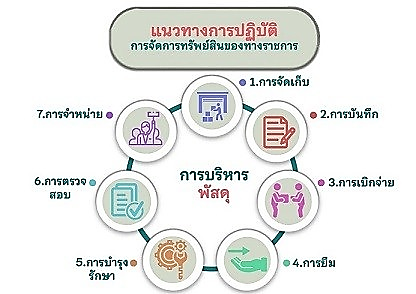 แนวทางการปฏิบัติ
การจัดการทรัพย์สินของทางราชการ
1.การจัดเก็บ
2.การบันทึก
3.การเบิกจ่าย
4.การยืม
5.การบำรุง
รักษา
6.การตรวจ
สอบ
7.การจำหน่าย
การบริหาร
พัสดุ